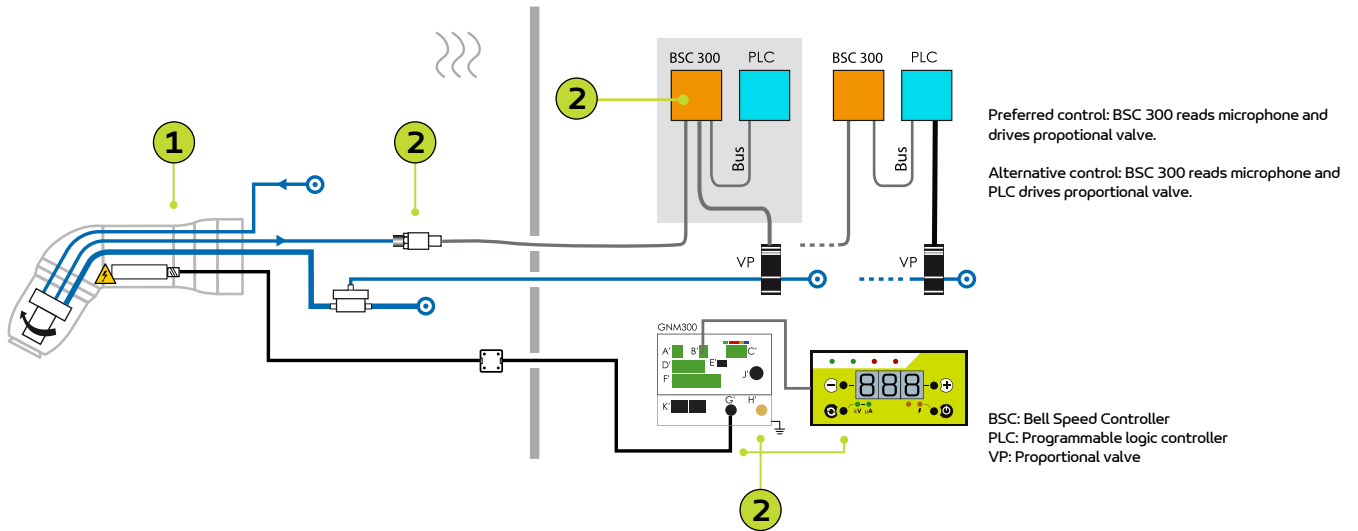 BSC 300
PLC
BSC 300
PLC
2
Bus
Bus
Preferred control: BSC 300 reads microphone and
drives propotional valve.
Alternative control: BSC 300 reads microphone and
PLC drives proportional valve.
1
2
VP
VP
GNM300
A'
B'
C'
D'
E'
F'
J'
K'
G'
H'
888
kV
µA
BSC: Bell Speed Controller
PLC: Programmable logic controller
VP: Proportional valve
2